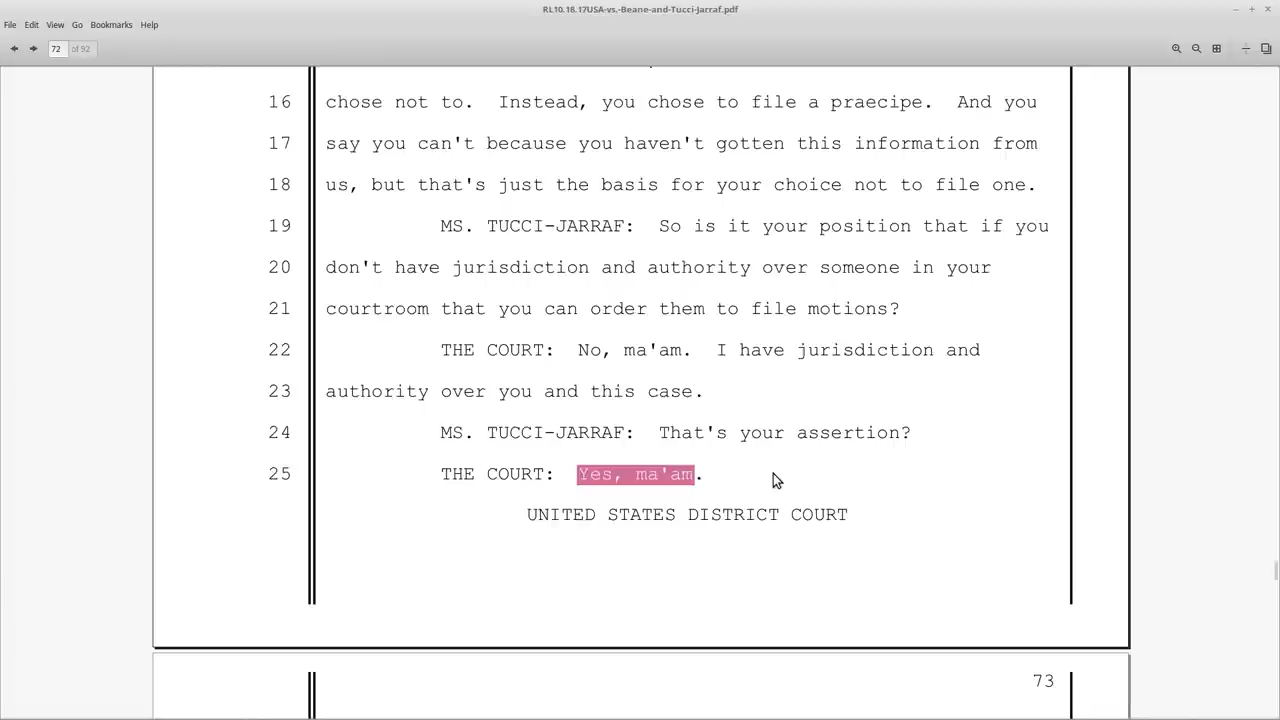 RL10.18.17USA-vs.-Beane-and-Tucci-Jarraf.pdf
File Edit View Go Bookmarks Help
72 of 92
16 chose not to. Instead, you chose to file a praecipe. And you
17 say you can't because you haven't gotten this information from
18 us, but that's just the basis for your choice not to file one.
19 MS. TUCCI-JARRAF: So is it your position that if you
20 don't have jurisdiction and authority over someone in your
21 courtroom that you can order them to file motions?
22 THE COURT: No, ma'am. I have jurisdiction and
23 authority over you and this case.
24 MS. TUCCI-JARRAF: That's your assertion?
25 THE COURT: Yes, ma'am.
UNITED STATES DISTRICT COURT
73